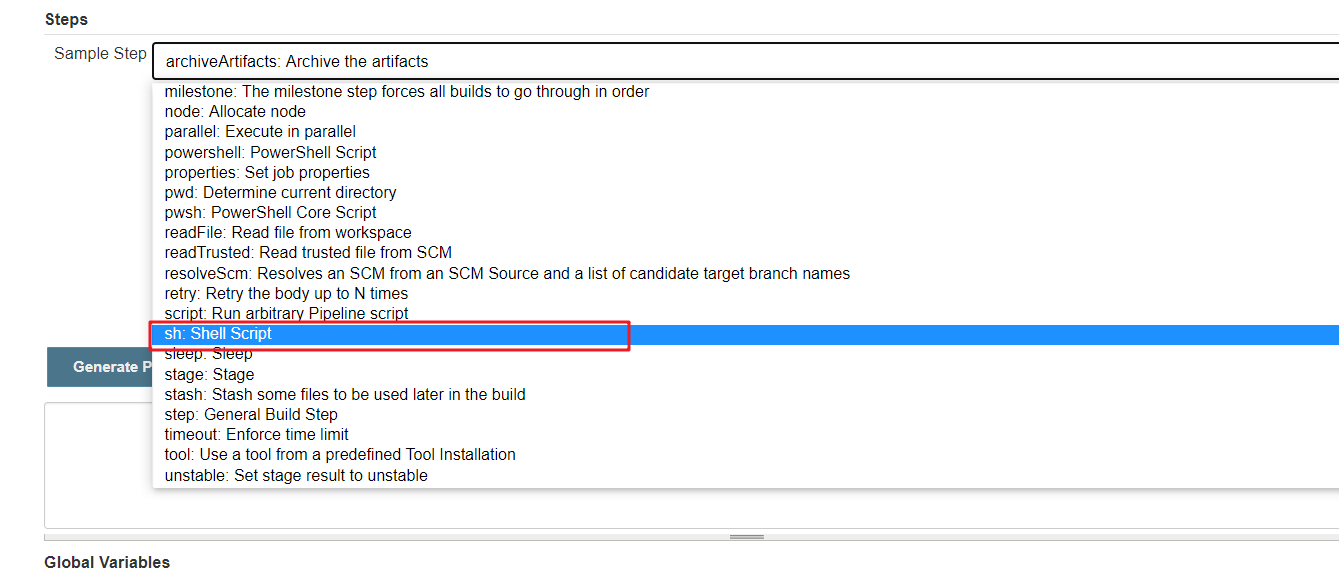 Steps
Sample Step
archiveArtifacts: Archive the artifacts
milestone: The milestone step forces all builds to go through in order
node: Allocate node
parallel: Execute in parallel
powershell: PowerShell Script
properties: Set job properties
pwd: Determine current directory
pwsh: PowerShell Core Script
readFile: Read file from workspace
readTrusted: Read trusted file from SCM
resolveScm: Resolves an SCM from an SCM Source and a list of candidate target branch names
retry: Retry the body up to N times
script: Run arbitrary Pipeline script
sh: Shell Script
sleep: Sleep
Generate P
stage: Stage
stash: Stash some files to be used later in the build
step: General Build Step
timeout: Enforce time limit
tool: Use a tool from a predefined Tool Installation
unstable: Set stage result to unstable
Global Variables